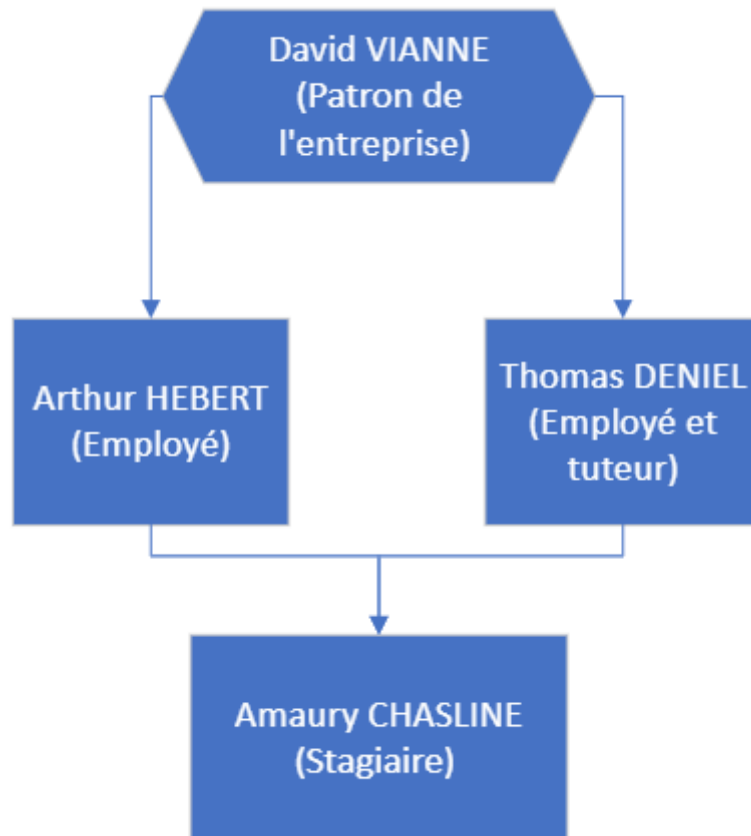 David VIANNE
(Patron de
l'entreprise)
Arthur HEBERT
(Employé)
Thomas DENIEL
(Employé et
tuteur)
Amaury CHASLINE
(Stagiaire)